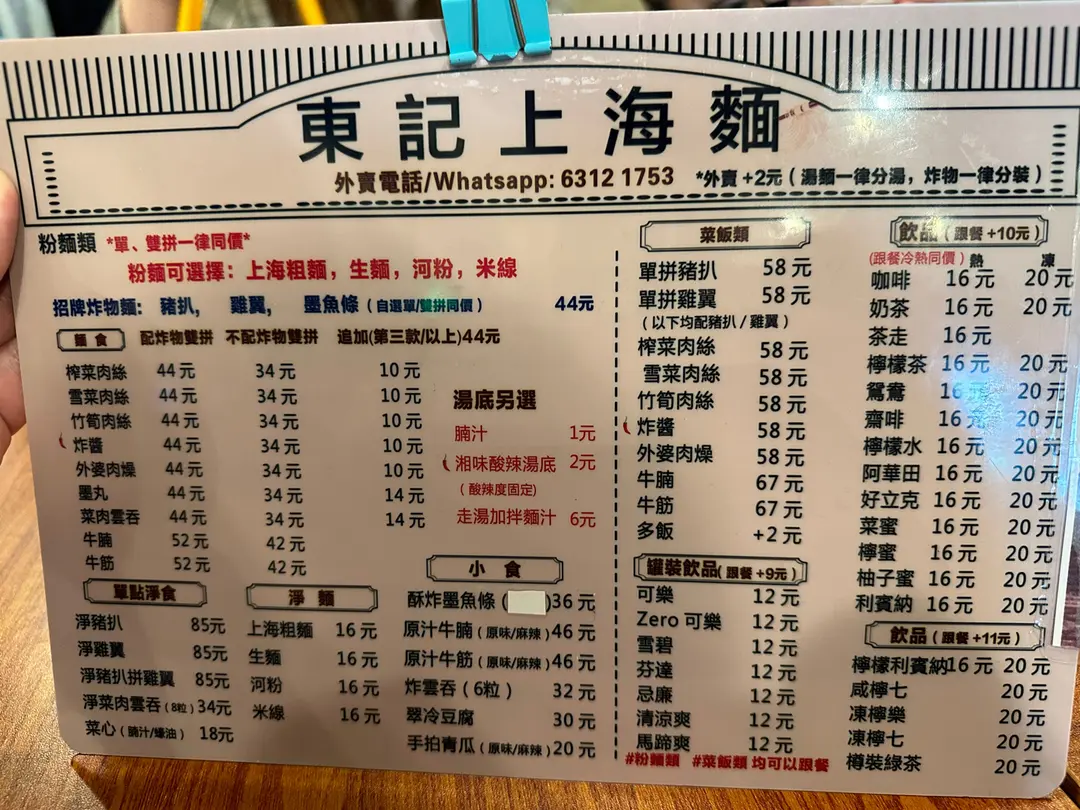 東記上海麵
外賣電話/Whatsapp: 6312 1753 *外賣 +2元 ( 湯麵一律分湯，炸物一律分裝 )
粉麵類 *單、雙拼一律同價*
粉麵可選擇：上海粗麵，生麵，河粉，米線
招牌炸物麵: 豬扒, 雞翼, 墨魚條 ( 自選單/雙拼同價 ) 44元
麵食 配炸物雙拼 不配炸物雙拼 追加(第三款/以上)44元
榨菜肉絲 44元 34元 10元
雪菜肉絲 44元 34元 10元
竹筍肉絲 44元 34元 10元
炸醬 44元 34元 10元
外婆肉燥 44元 34元 10元
墨丸 44元 34元 14元
菜肉雲吞 44元 34元 14元
牛腩 52元 42元
牛筋 52元 42元
湯底另選
腩汁 1元
湘味酸辣湯底 2元
( 酸辣度固定)
走湯加拌麵汁 6元
單點淨食
淨豬扒 85元
淨雞翼 85元
淨豬扒拼雞翼 85元
淨菜肉雲吞 ( 8粒 ) 34元
菜心 ( 腩汁/蠔油 ) 18元
淨麵
上海粗麵 16元
生麵 16元
河粉 16元
米線 16元
小食
酥炸墨魚條 ( )36元
原汁牛腩 ( 原味/麻辣 ) 46元
原汁牛筋 ( 原味/麻辣 ) 46元
炸雲吞 ( 6粒 ) 32元
翠冷豆腐 30元
手拍青瓜 ( 原味/麻辣 ) 20元
菜飯類
單拼豬扒 58元
單拼雞翼 58元
( 以下均配豬扒 / 雞翼 )
榨菜肉絲 58元
雪菜肉絲 58元
竹筍肉絲 58元
炸醬 58元
外婆肉燥 58元
牛腩 67元
牛筋 67元
多飯 +2元
罐裝飲品( 跟餐 +9元 )
可樂 12元
Zero 可樂 12元
雪碧 12元
芬達 12元
忌廉 12元
清涼爽 12元
馬蹄爽 12元
#粉麵類 #菜飯類 均可以跟餐
飲品 ( 跟餐 +10元 )
(跟餐冷熱同價) 熱 凍
咖啡 16元 20元
奶茶 16元 20元
茶走 16元
檸檬茶 16元 20元
鴛鴦 16元 20元
齋啡 16元 20元
檸檬水 16元 20元
阿華田 16元 20元
好立克 16元 20元
菜蜜 16元 20元
檸蜜 16元 20元
柚子蜜 16元 20元
利賓納 16元 20元
飲品 ( 跟餐 +11元 )
檸檬利賓納16元 20元
咸檸七 20元
凍檸樂 20元
凍檸七 20元
樽裝綠茶 20元